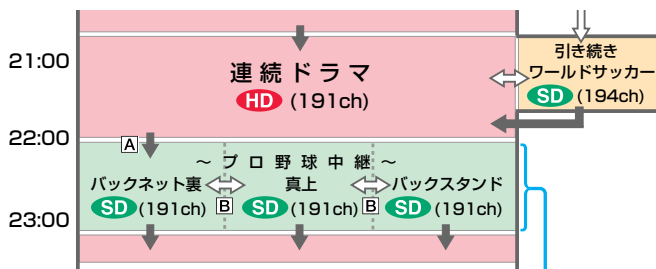 21:00
連続ドラマ
HD (191ch)
引き続き
ワールドサッカー
SD (194ch)
22:00
A
～プロ野球中継～
バックネット裏 真上 バックスタンド
SD (191ch) B SD (191ch) B SD (191ch)
23:00